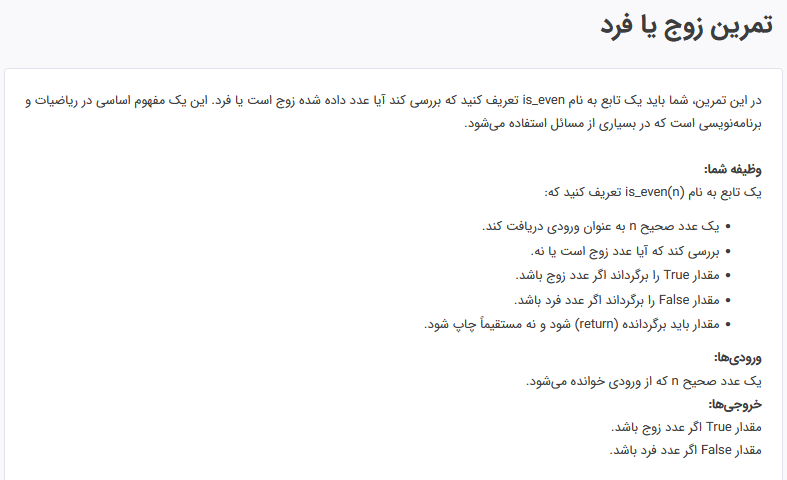 تمرین زوج یا فرد
در این تمرین، شما باید یک تابع به نام is_even تعریف کنید که بررسی کند آیا عدد داده شده زوج است یا فرد. این یک مفهوم اساسی در ریاضیات و
برنامه‌نویسی است که در بسیاری از مسائل استفاده می‌شود.
وظیفه شما:
یک تابع به نام is_even(n) تعریف کنید که:
• یک عدد صحیح n به عنوان ورودی دریافت کند.
• بررسی کند که آیا عدد زوج است یا نه.
• مقدار True را برگرداند اگر عدد زوج باشد.
• مقدار False را برگرداند اگر عدد فرد باشد.
• مقدار باید برگردانده (return) شود و نه مستقیماً چاپ شود.
ورودی‌ها:
یک عدد صحیح n که از ورودی خوانده می‌شود.
خروجی‌ها:
مقدار True اگر عدد زوج باشد.
مقدار False اگر عدد فرد باشد.